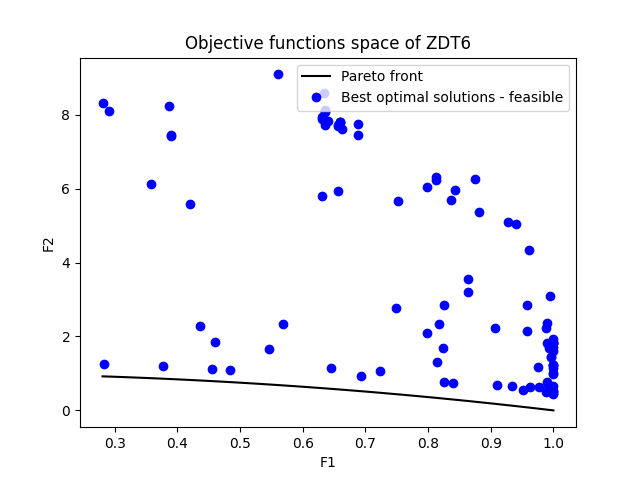 Objective functions space of ZDT6
Pareto front
Best optimal solutions - feasible
F2
8
6
4
2
0
0.3 0.4 0.5 0.6 0.7 0.8 0.9 1.0
F1